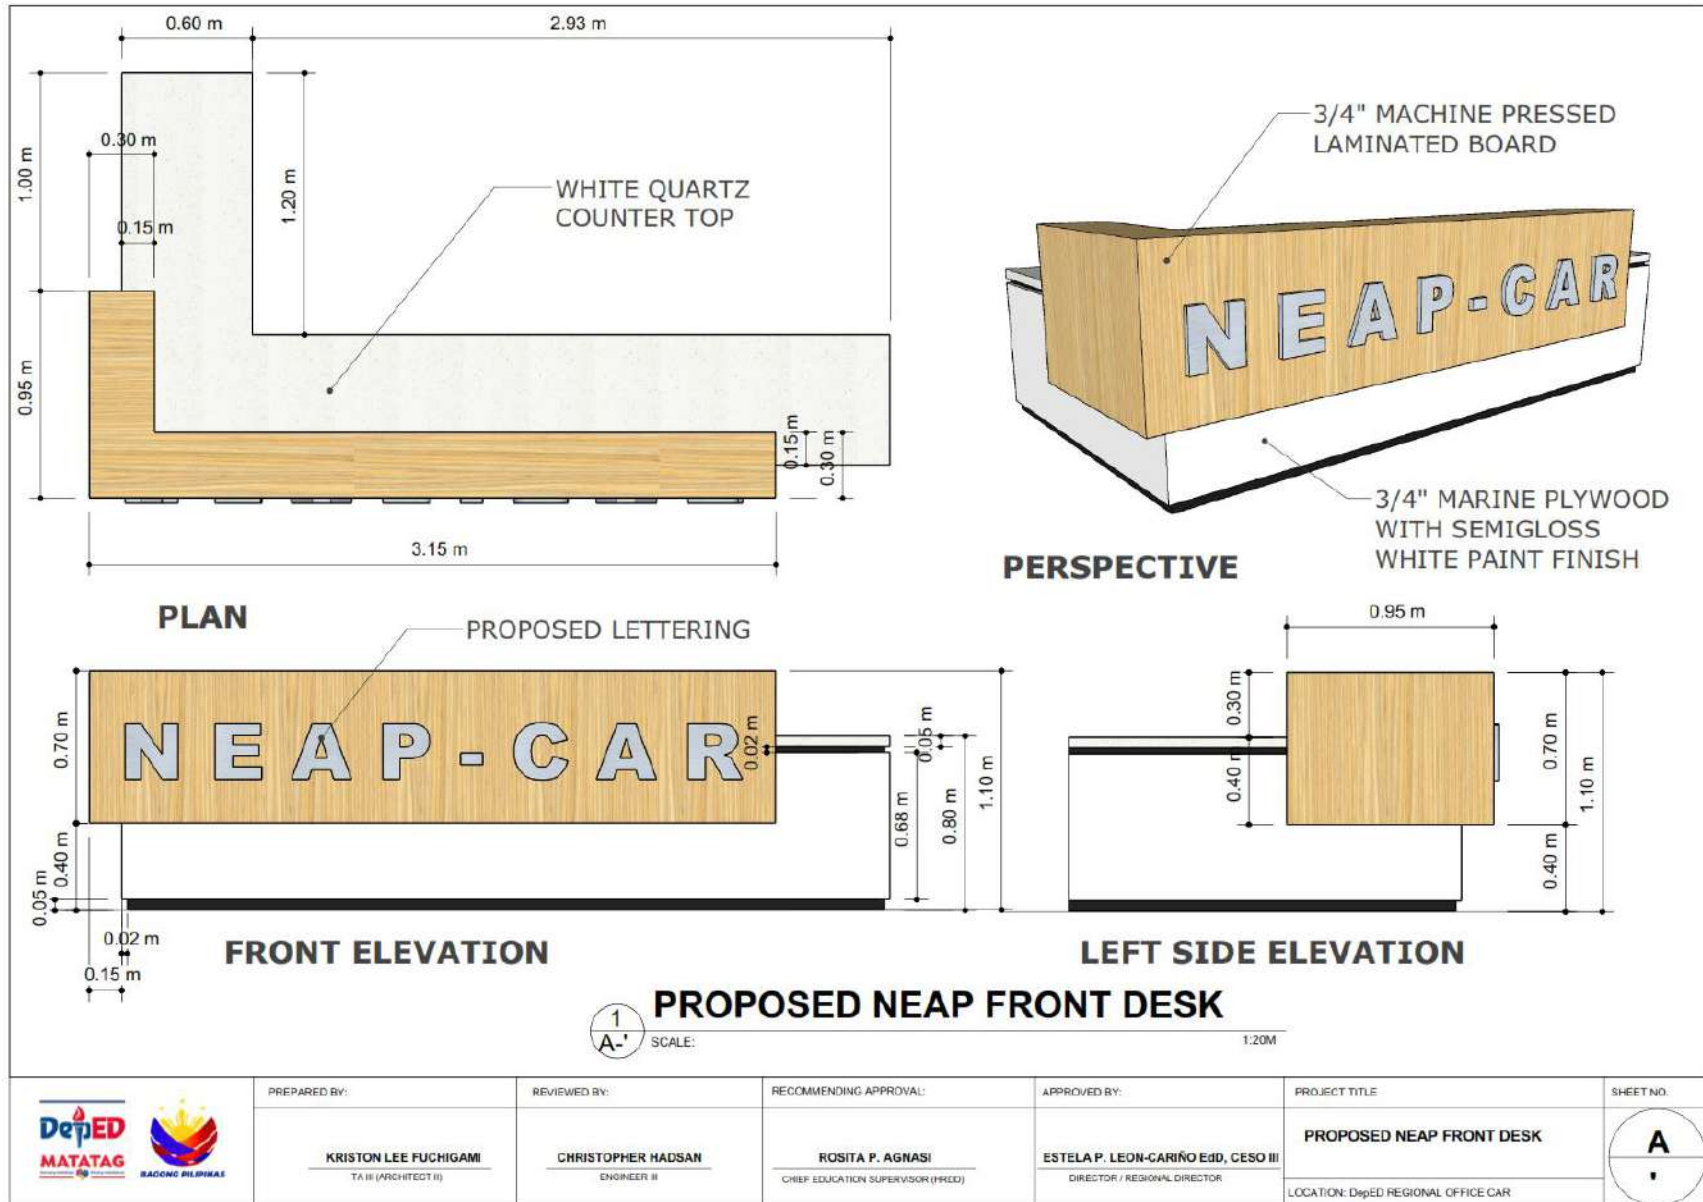 0.60 m
2.93 m
1.00 m
0.30 m
0.15 m
1.20 m
WHITE QUARTZ
COUNTER TOP
0.95 m
0.15 m
0.30 m
3.15 m
PLAN
3/4" MACHINE PRESSED
LAMINATED BOARD
NEAP-CAR
3/4" MARINE PLYWOOD
WITH SEMIGLOSS
WHITE PAINT FINISH
PERSPECTIVE
PROPOSED LETTERING
NEAP-CAR
0.70 m
0.40 m
0.05 m
0.02 m
0.15 m
0.02 m
0.05 m
0.68 m
0.80 m
1.10 m
FRONT ELEVATION
0.95 m
0.30 m
0.40 m
0.70 m
0.40 m
1.10 m
LEFT SIDE ELEVATION
1
A-'
PROPOSED NEAP FRONT DESK
SCALE:
1:20M
DepED
MATATAG
BAGONG PILIPINAS
PREPARED BY:
KRISTON LEE FUCHIGAMI
TA III (ARCHITECT II)
REVIEWED BY:
CHRISTOPHER HADSAN
ENGINEER III
RECOMMENDING APPROVAL:
ROSITA P. AGNASI
CHIEF EDUCATION SUPERVISOR (HRDD)
APPROVED BY:
ESTELA P. LEON-CARIÑO EdD, CESO III
DIRECTOR / REGIONAL DIRECTOR
PROJECT TITLE
PROPOSED NEAP FRONT DESK
LOCATION: DepED REGIONAL OFFICE CAR
SHEET NO.
A
'